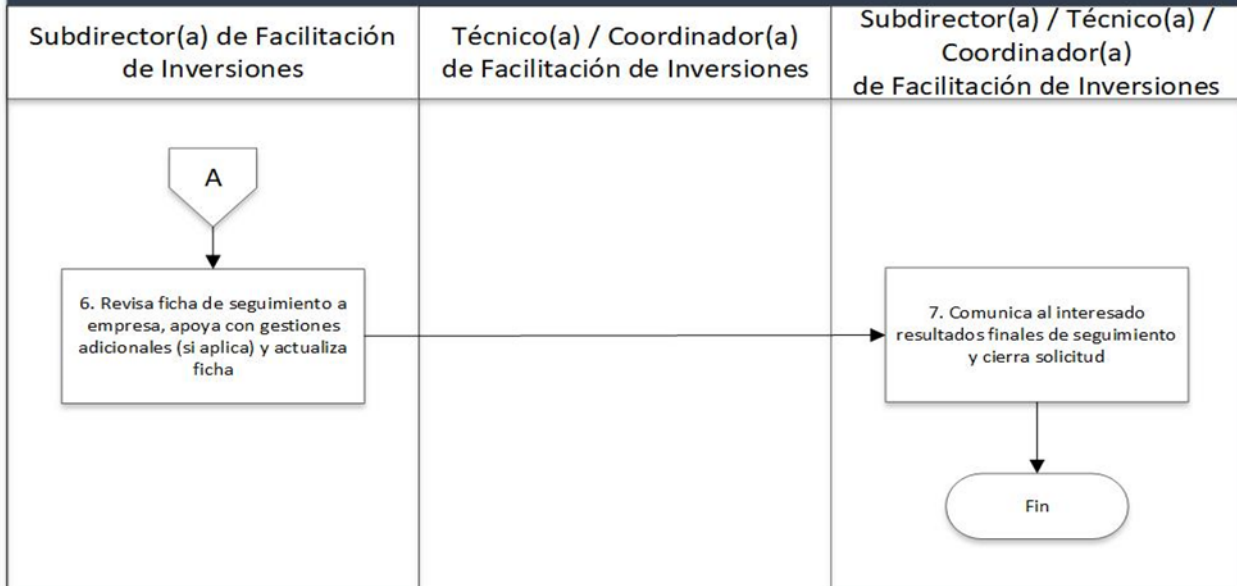 Subdirector(a) de Facilitación
de Inversiones
Técnico(a) / Coordinador(a)
de Facilitación de Inversiones
Subdirector(a) / Técnico(a) /
Coordinador(a)
de Facilitación de Inversiones
A
6. Revisa ficha de seguimiento a
empresa, apoya con gestiones
adicionales (si aplica) y actualiza
ficha
7. Comunica al interesado
resultados finales de seguimiento
y cierra solicitud
Fin